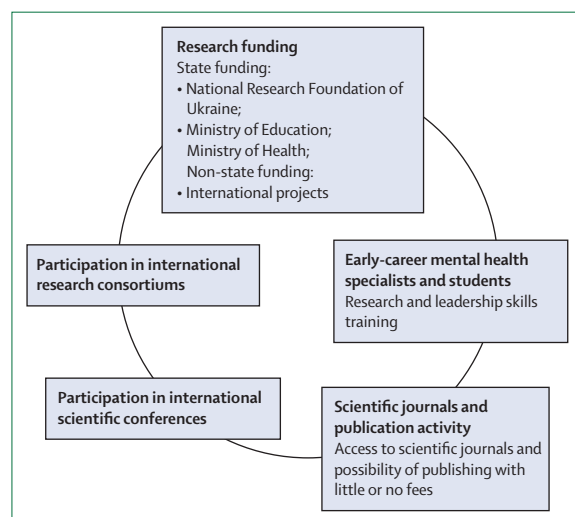 Research funding
State funding:
• National Research Foundation of
Ukraine;
• Ministry of Education;
Ministry of Health;
Non-state funding:
• International projects
Early-career mental health
specialists and students
Research and leadership skills
training
Scientific journals and
publication activity
Access to scientific journals and
possibility of publishing with
little or no fees
Participation in international
scientific conferences
Participation in international
research consortiums